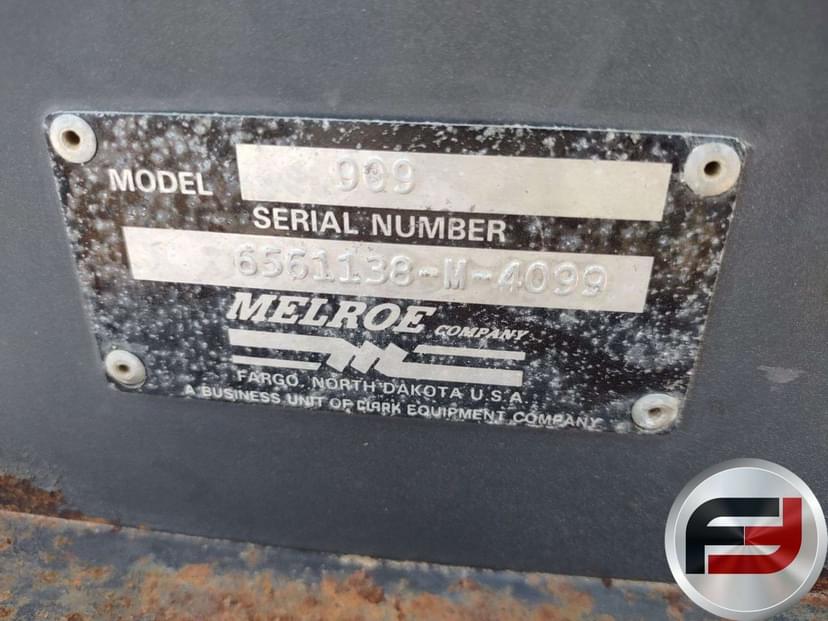 MODEL 909
SERIAL NUMBER
6561138-M-4099
MELROE COMPANY
FARGO, NORTH DAKOTA U.S.A
A BUSINESS UNIT OF CLARK EQUIPMENT COMPANY